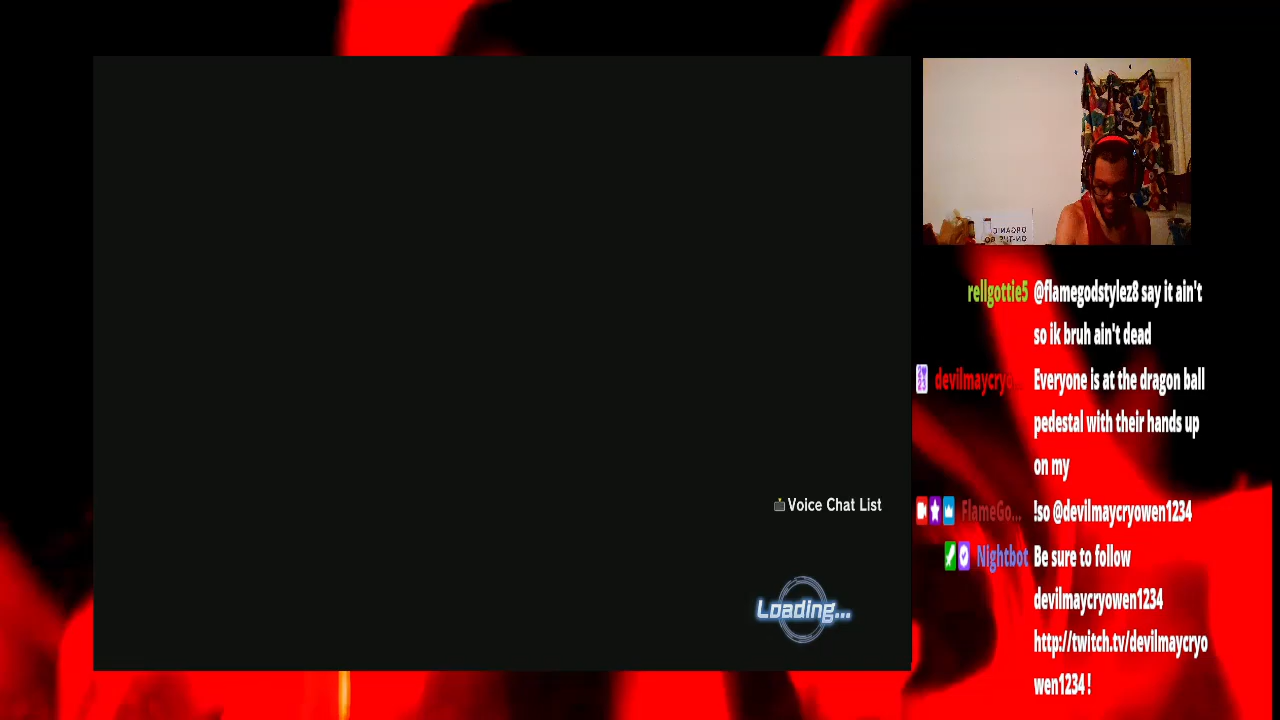 Voice Chat List
Loading...
rellgottie5 @flamegodstylez8 say it ain't
so ik bruh ain't dead
devilmaycryo... Everyone is at the dragon ball
pedestal with their hands up
on my
FlameGo... !so @devilmaycryowen1234
Nightbot Be sure to follow
devilmaycryowen1234
http://twitch.tv/devilmaycryo
wen1234 !